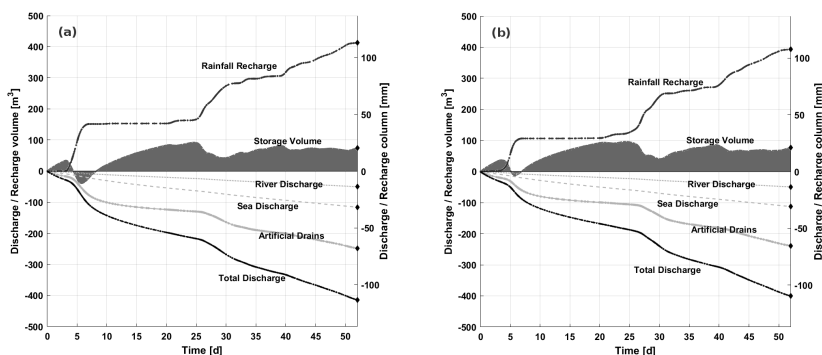 (a)
500
400
300
200
100
0
-100
-200
-300
-400
-500
Discharge / Recharge volume [m³]
100
50
0
-50
-100
Discharge / Recharge column [mm]
Rainfall Recharge
Storage Volume
River Discharge
Sea Discharge
Artificial Drains
Total Discharge
0 5 10 15 20 25 30 35 40 45 50
Time [d]
(b)
500
400
300
200
100
0
-100
-200
-300
-400
-500
Discharge / Recharge volume [m³]
100
50
0
-50
-100
Discharge / Recharge column [mm]
Rainfall Recharge
Storage Volume
River Discharge
Sea Discharge
Artificial Drains
Total Discharge
0 5 10 15 20 25 30 35 40 45 50
Time [d]